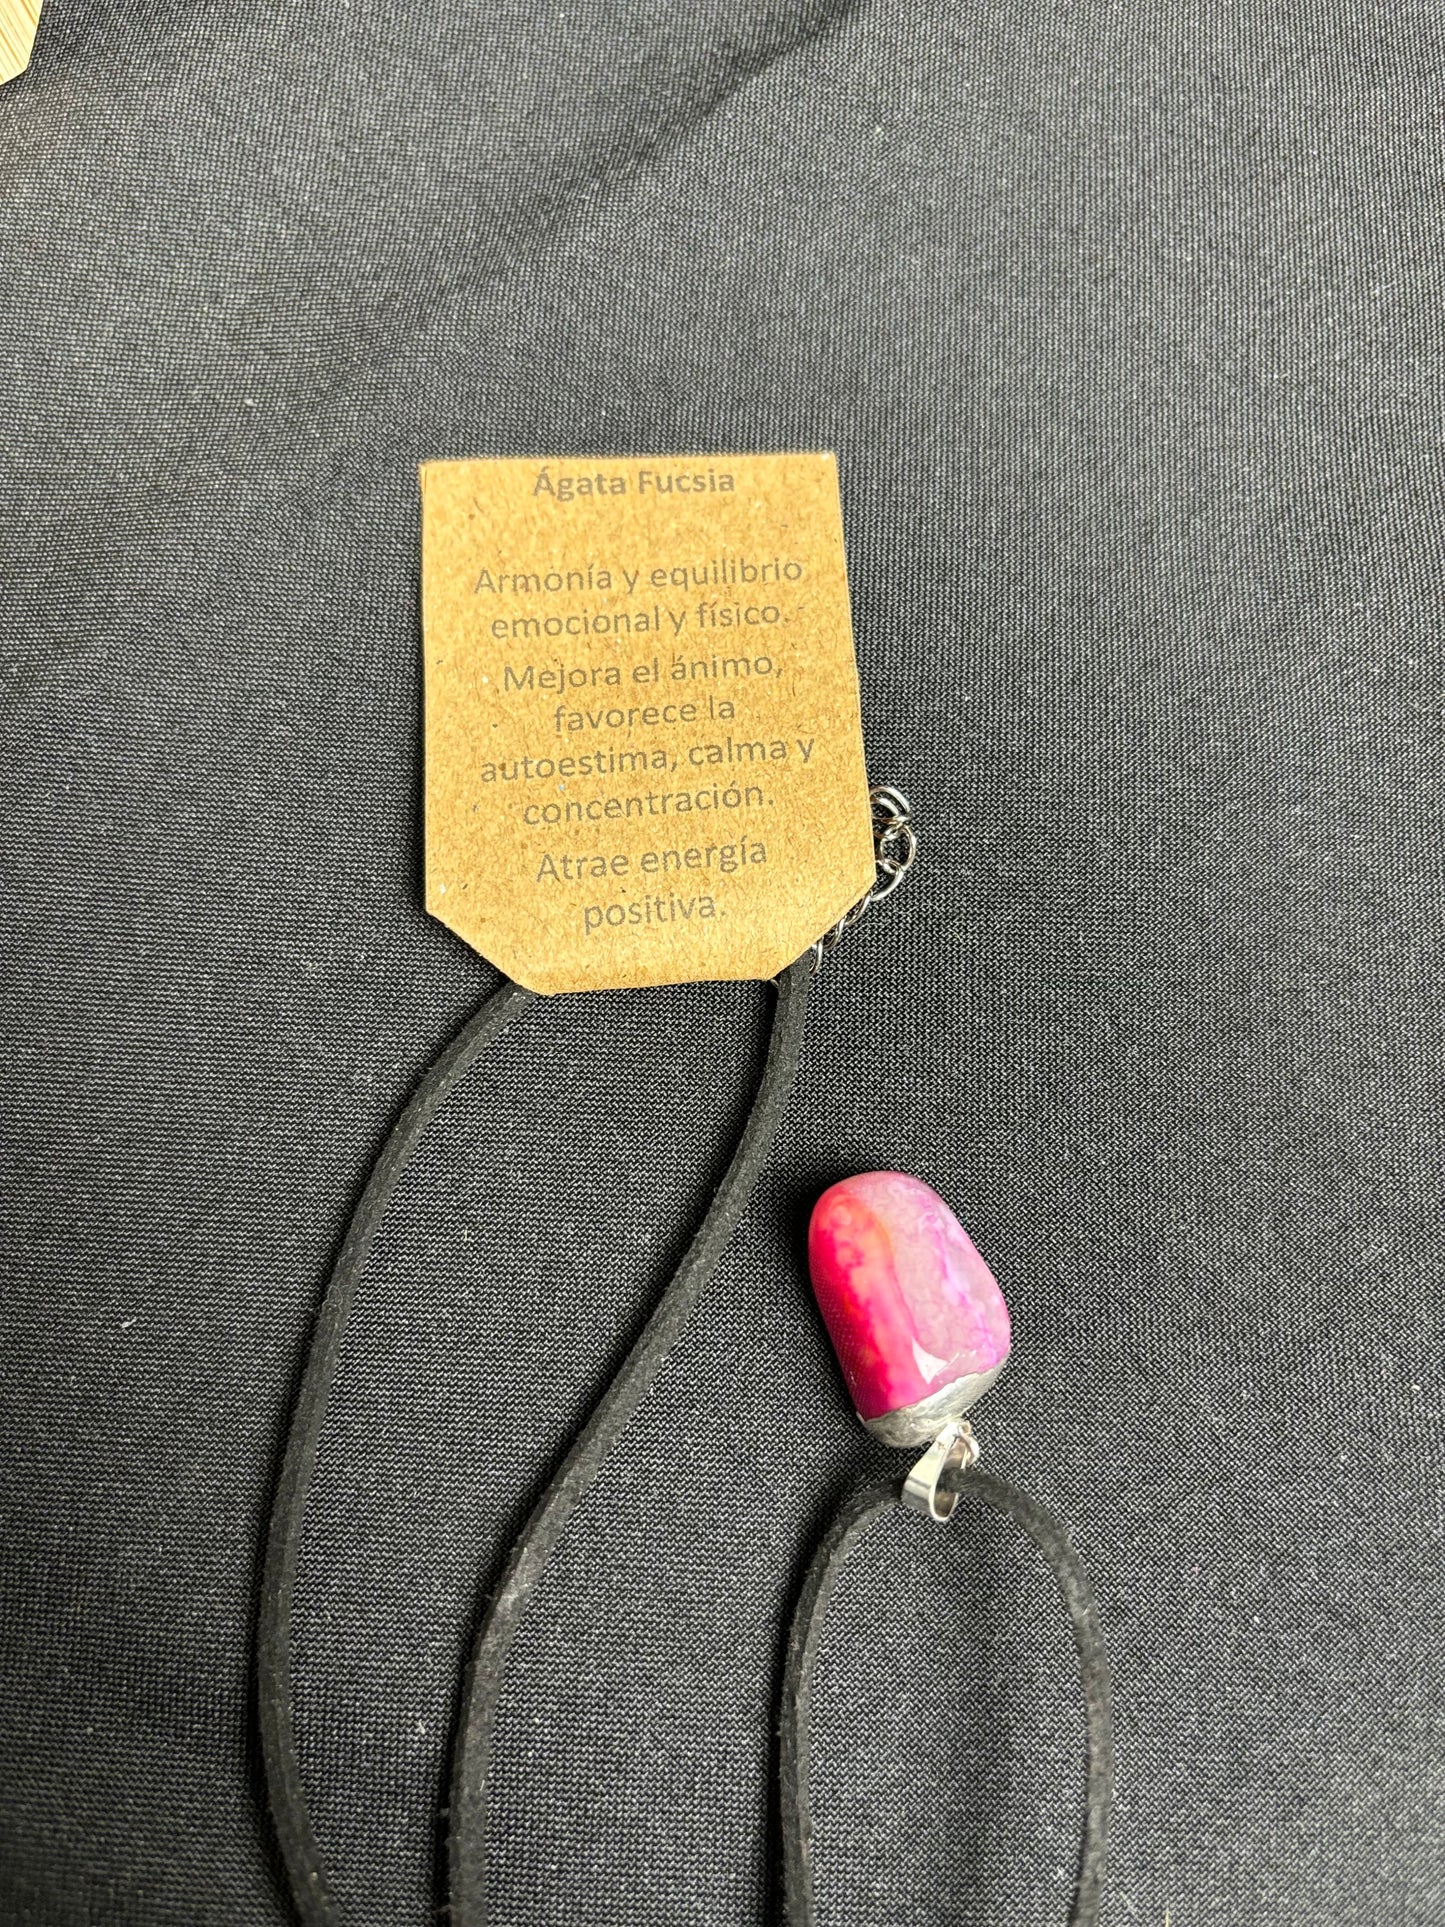 Ágata Fucsia
Armonía y equilibrio
emocional y físico.
Mejora el ánimo,
favorece la
autoestima, calma y
concentración.
Atrae energía
positiva.